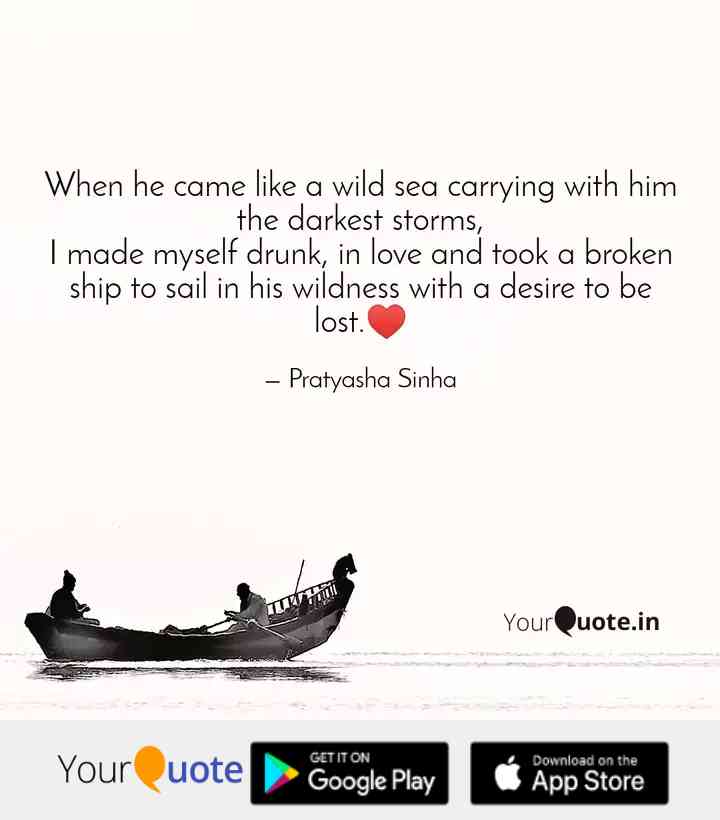 When he came like a wild sea carrying with him
the darkest storms,
I made myself drunk, in love and took a broken
ship to sail in his wildness with a desire to be
lost.❤️
– Pratyasha Sinha
YourQuote.in
YourQuote
GET IT ON
Google Play
Download on the
App Store